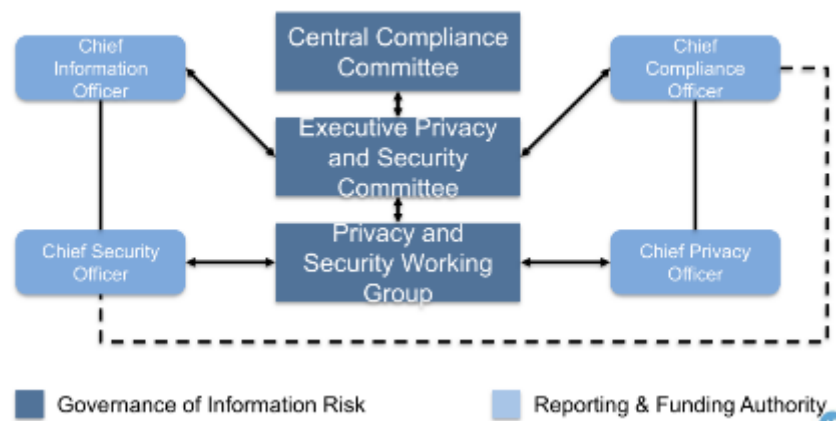 Chief
Information
Officer
Central Compliance
Committee
Chief
Compliance
Officer
Executive Privacy
and Security
Committee
Chief Security
Officer
Privacy and
Security Working
Group
Chief Privacy
Officer
Governance of Information Risk
Reporting & Funding Authority